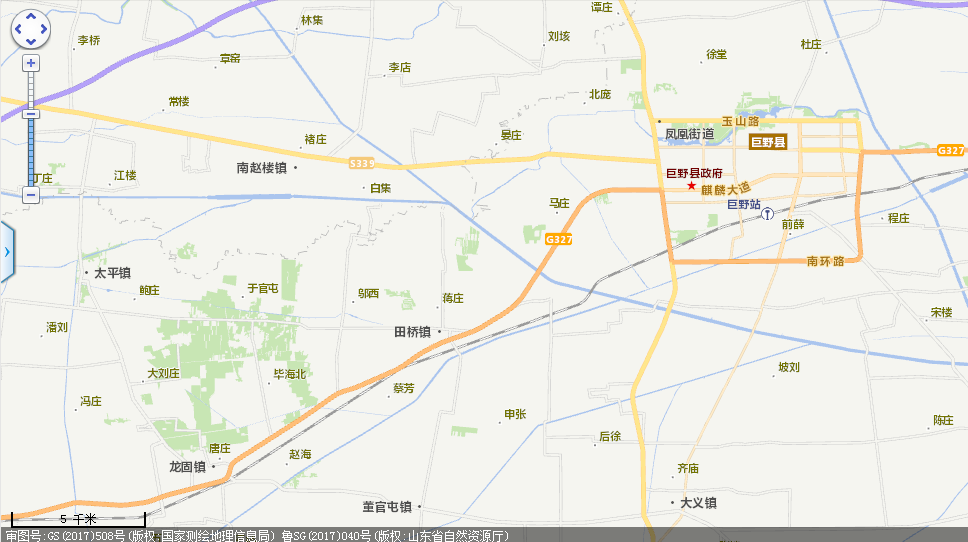 谭庄
林集
李桥
刘垓
杜庄
章窑
徐堂
李店
常楼
北庞
玉山路
凤凰街道
晏庄
褚庄
巨野县
S339
G327
南赵楼镇
巨野县政府
江楼
丁庄
白集
麒麟大道
马庄
巨野站
程庄
前薛
G327
南环路
太平镇
鲍庄
于官屯
邬西
蒋庄
宋楼
潘刘
田桥镇
坡刘
大刘庄
毕海北
蔡芳
冯庄
申张
陈庄
后徐
唐庄
赵海
龙固镇
齐庙
大义镇
董官屯镇
5 千米
审图号:GS(2017)508号(版权:国家测绘地理信息局) 鲁SG(2017)040号(版权:山东省自然资源厅)